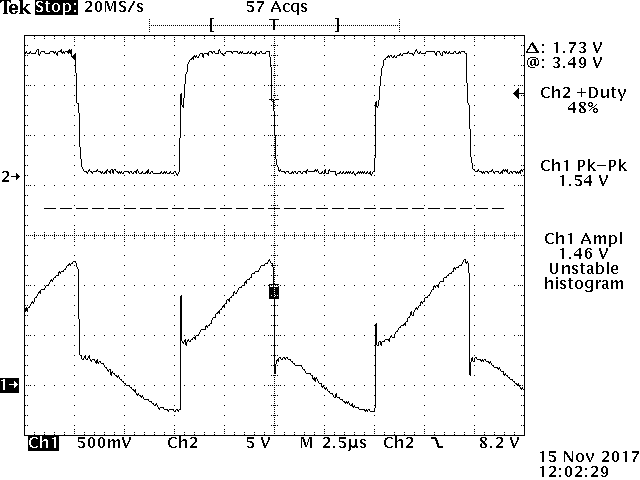 Tek Stop: 20MS/s 57 Acqs
[ T ]
Δ: 1.73 V
@: 3.49 V
Ch2 +Duty
48%
2→
Ch1 Pk-Pk
1.54 V
Ch1 Ampl
1.46 V
Unstable
histogram
1→
Ch1 500mV Ch2 5 V M 2.5µs Ch2 8.2 V
15 Nov 2017
12:02:29